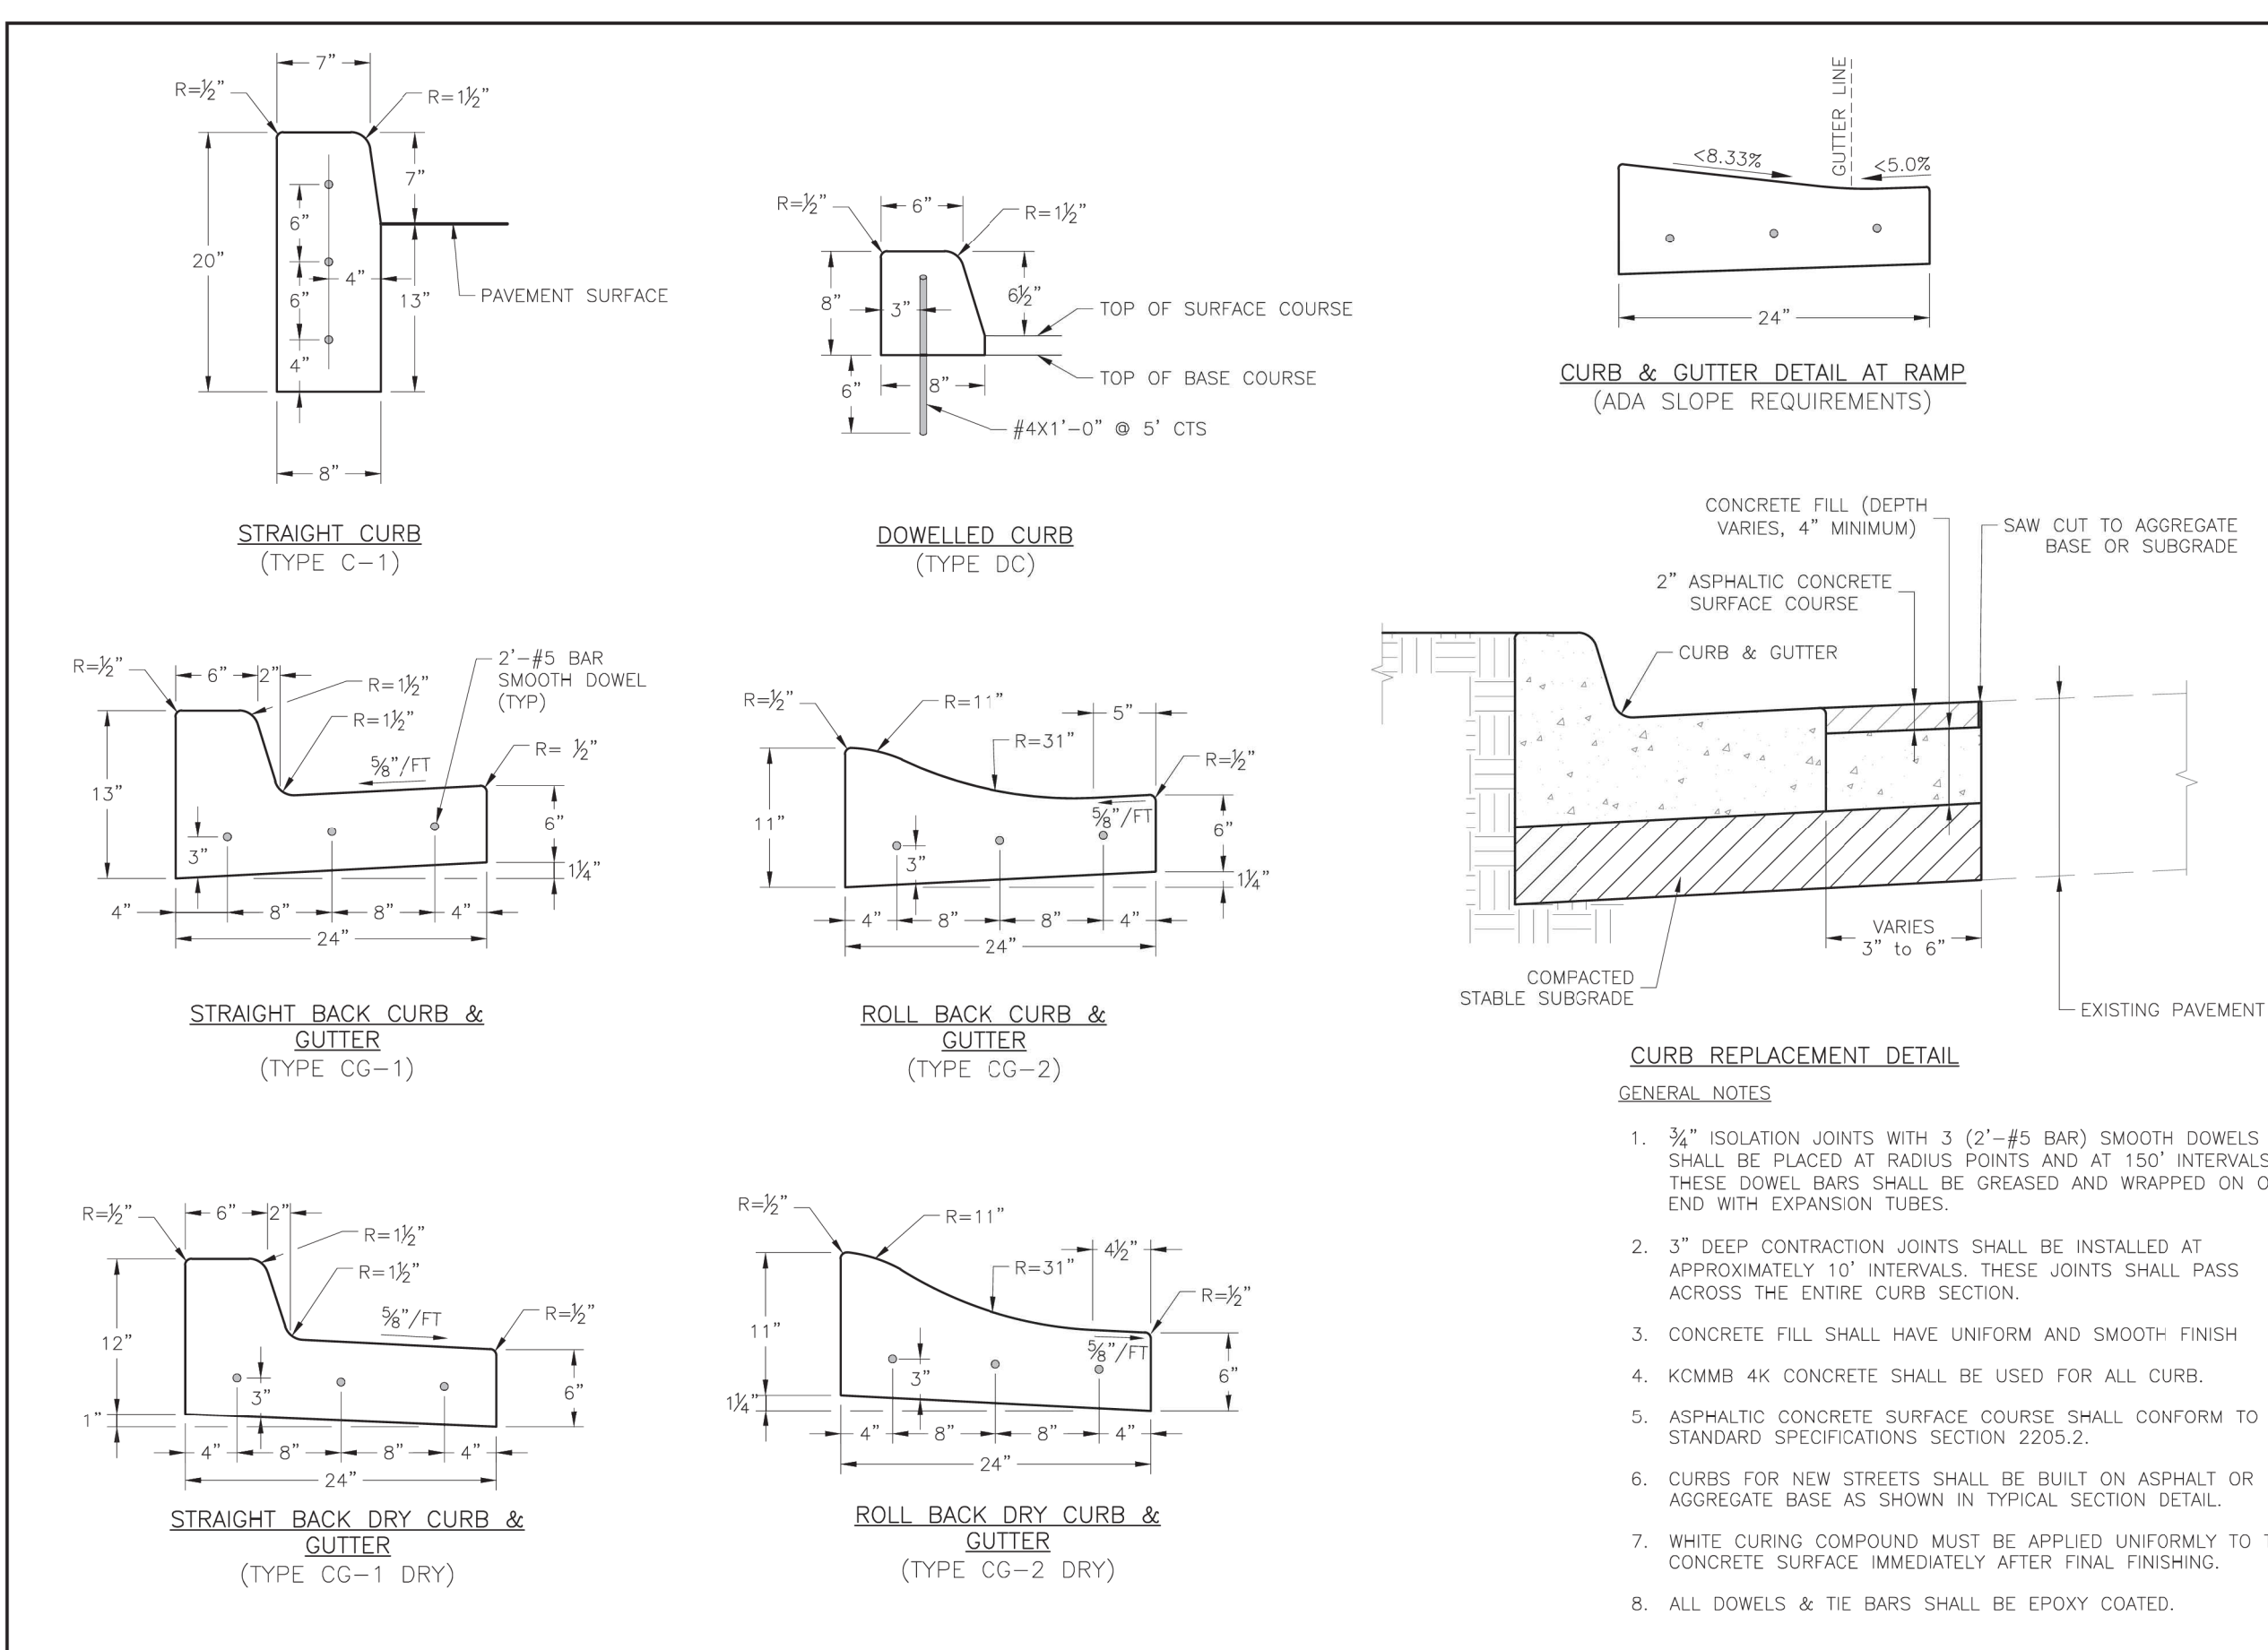 7"
R=½"
R=1½"
7"
6"
20"
4"
6"
13"
PAVEMENT SURFACE
4"
8"
STRAIGHT CURB
(TYPE C-1)
R=½"
6"
R=1½"
8"
3"
6½"
TOP OF SURFACE COURSE
6"
8"
TOP OF BASE COURSE
#4X1'-0" @ 5' CTS
DOWELLED CURB
(TYPE DC)
GUTTER LINE
<8.33%
<5.0%
24"
CURB & GUTTER DETAIL AT RAMP
(ADA SLOPE REQUIREMENTS)
R=½"
6"
2"
R=1½"
R=1½"
2'-#5 BAR
SMOOTH DOWEL
(TYP)
⅝"/FT
R= ½"
13"
3"
6"
1¼"
4"
8"
8"
4"
24"
STRAIGHT BACK CURB &
GUTTER
(TYPE CG-1)
R=½"
R=11"
R=31"
5"
R=½"
11"
⅝"/FT
3"
6"
1¼"
4"
8"
8"
4"
24"
ROLL BACK CURB &
GUTTER
(TYPE CG-2)
CONCRETE FILL (DEPTH
VARIES, 4" MINIMUM)
SAW CUT TO AGGREGATE
BASE OR SUBGRADE
2" ASPHALTIC CONCRETE
SURFACE COURSE
CURB & GUTTER
VARIES
3" to 6"
COMPACTED
STABLE SUBGRADE
EXISTING PAVEMENT
CURB REPLACEMENT DETAIL
R=½"
6"
2"
R=1½"
R=1½"
⅝"/FT
R=½"
12"
3"
6"
1"
4"
8"
8"
4"
24"
STRAIGHT BACK DRY CURB &
GUTTER
(TYPE CG-1 DRY)
R=½"
R=11"
R=31"
4½"
R=½"
11"
⅝"/FT
3"
6"
1¼"
4"
8"
8"
4"
24"
ROLL BACK DRY CURB &
GUTTER
(TYPE CG-2 DRY)
GENERAL NOTES
1. ¾" ISOLATION JOINTS WITH 3 (2'-#5 BAR) SMOOTH DOWELS
SHALL BE PLACED AT RADIUS POINTS AND AT 150' INTERVALS
THESE DOWEL BARS SHALL BE GREASED AND WRAPPED ON
END WITH EXPANSION TUBES.
2. 3" DEEP CONTRACTION JOINTS SHALL BE INSTALLED AT
APPROXIMATELY 10' INTERVALS. THESE JOINTS SHALL PASS
ACROSS THE ENTIRE CURB SECTION.
3. CONCRETE FILL SHALL HAVE UNIFORM AND SMOOTH FINISH
4. KCMMB 4K CONCRETE SHALL BE USED FOR ALL CURB.
5. ASPHALTIC CONCRETE SURFACE COURSE SHALL CONFORM TO
STANDARD SPECIFICATIONS SECTION 2205.2.
6. CURBS FOR NEW STREETS SHALL BE BUILT ON ASPHALT OR
AGGREGATE BASE AS SHOWN IN TYPICAL SECTION DETAIL.
7. WHITE CURING COMPOUND MUST BE APPLIED UNIFORMLY TO
CONCRETE SURFACE IMMEDIATELY AFTER FINAL FINISHING.
8. ALL DOWELS & TIE BARS SHALL BE EPOXY COATED.